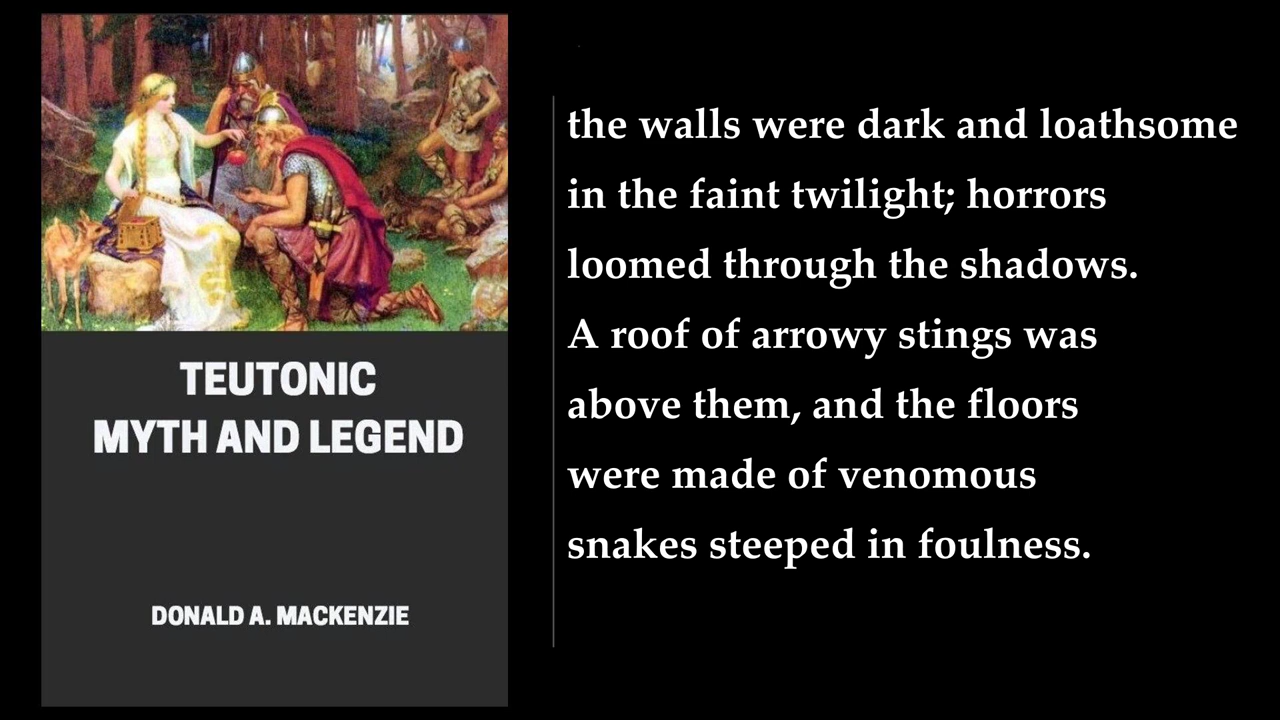 TEUTONIC
MYTH AND LEGEND
DONALD A. MACKENZIE
the walls were dark and loathsome
in the faint twilight; horrors
loomed through the shadows.
A roof of arrowy stings was
above them, and the floors
were made of venomous
snakes steeped in foulness.